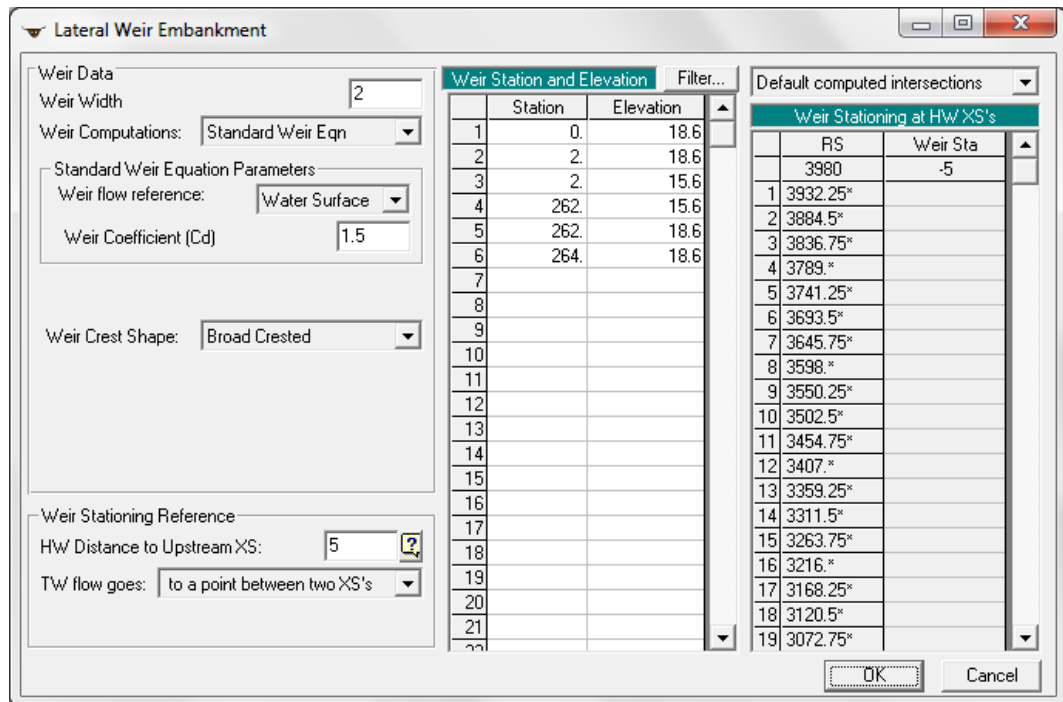 Lateral Weir Embankment
Weir Data
Weir Width 2
Weir Computations: Standard Weir Eqn
Standard Weir Equation Parameters
Weir flow reference: Water Surface
Weir Coefficient (Cd) 1.5
Weir Crest Shape: Broad Crested
Weir Stationing Reference
HW Distance to Upstream XS: 5
TW flow goes: to a point between two XS's
Weir Station and Elevation Filter...
Station Elevation
1 0. 18.6
2 2. 18.6
3 2. 15.6
4 262. 15.6
5 262. 18.6
6 264. 18.6
7
8
9
10
11
12
13
14
15
16
17
18
19
20
21
22
Default computed intersections
Weir Stationing at HW XS's
RS Weir Sta
3980 -5
1 3932.25*
2 3884.5*
3 3836.75*
4 3789.*
5 3741.25*
6 3693.5*
7 3645.75*
8 3598.*
9 3550.25*
10 3502.5*
11 3454.75*
12 3407.*
13 3359.25*
14 3311.5*
15 3263.75*
16 3216.*
17 3168.25*
18 3120.5*
19 3072.75*
OK Cancel